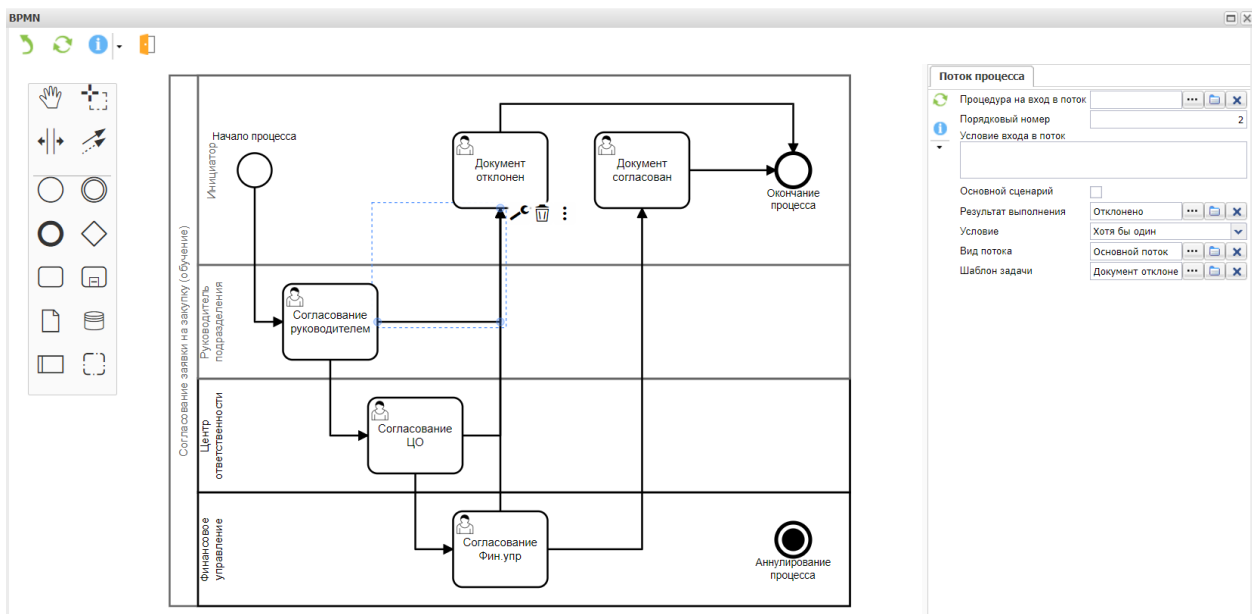 BPMN
Поток процесса
Процедура на вход в поток
Порядковый номер
2
Условие входа в поток
Основной сценарий
Результат выполнения
Отклонено
Условие
Хотя бы один
Вид потока
Основной поток
Шаблон задачи
Документ отклоне
Согласование заявки на закупку (обучение)
Инициатор
Начало процесса
Документ
отклонен
Документ
согласован
Окончание
процесса
Руководитель
подразделения
Согласование
руководителем
Центр
ответственности
Согласование
ЦО
Финансовое
управление
Согласование
Фин.упр
Аннулирование
процесса